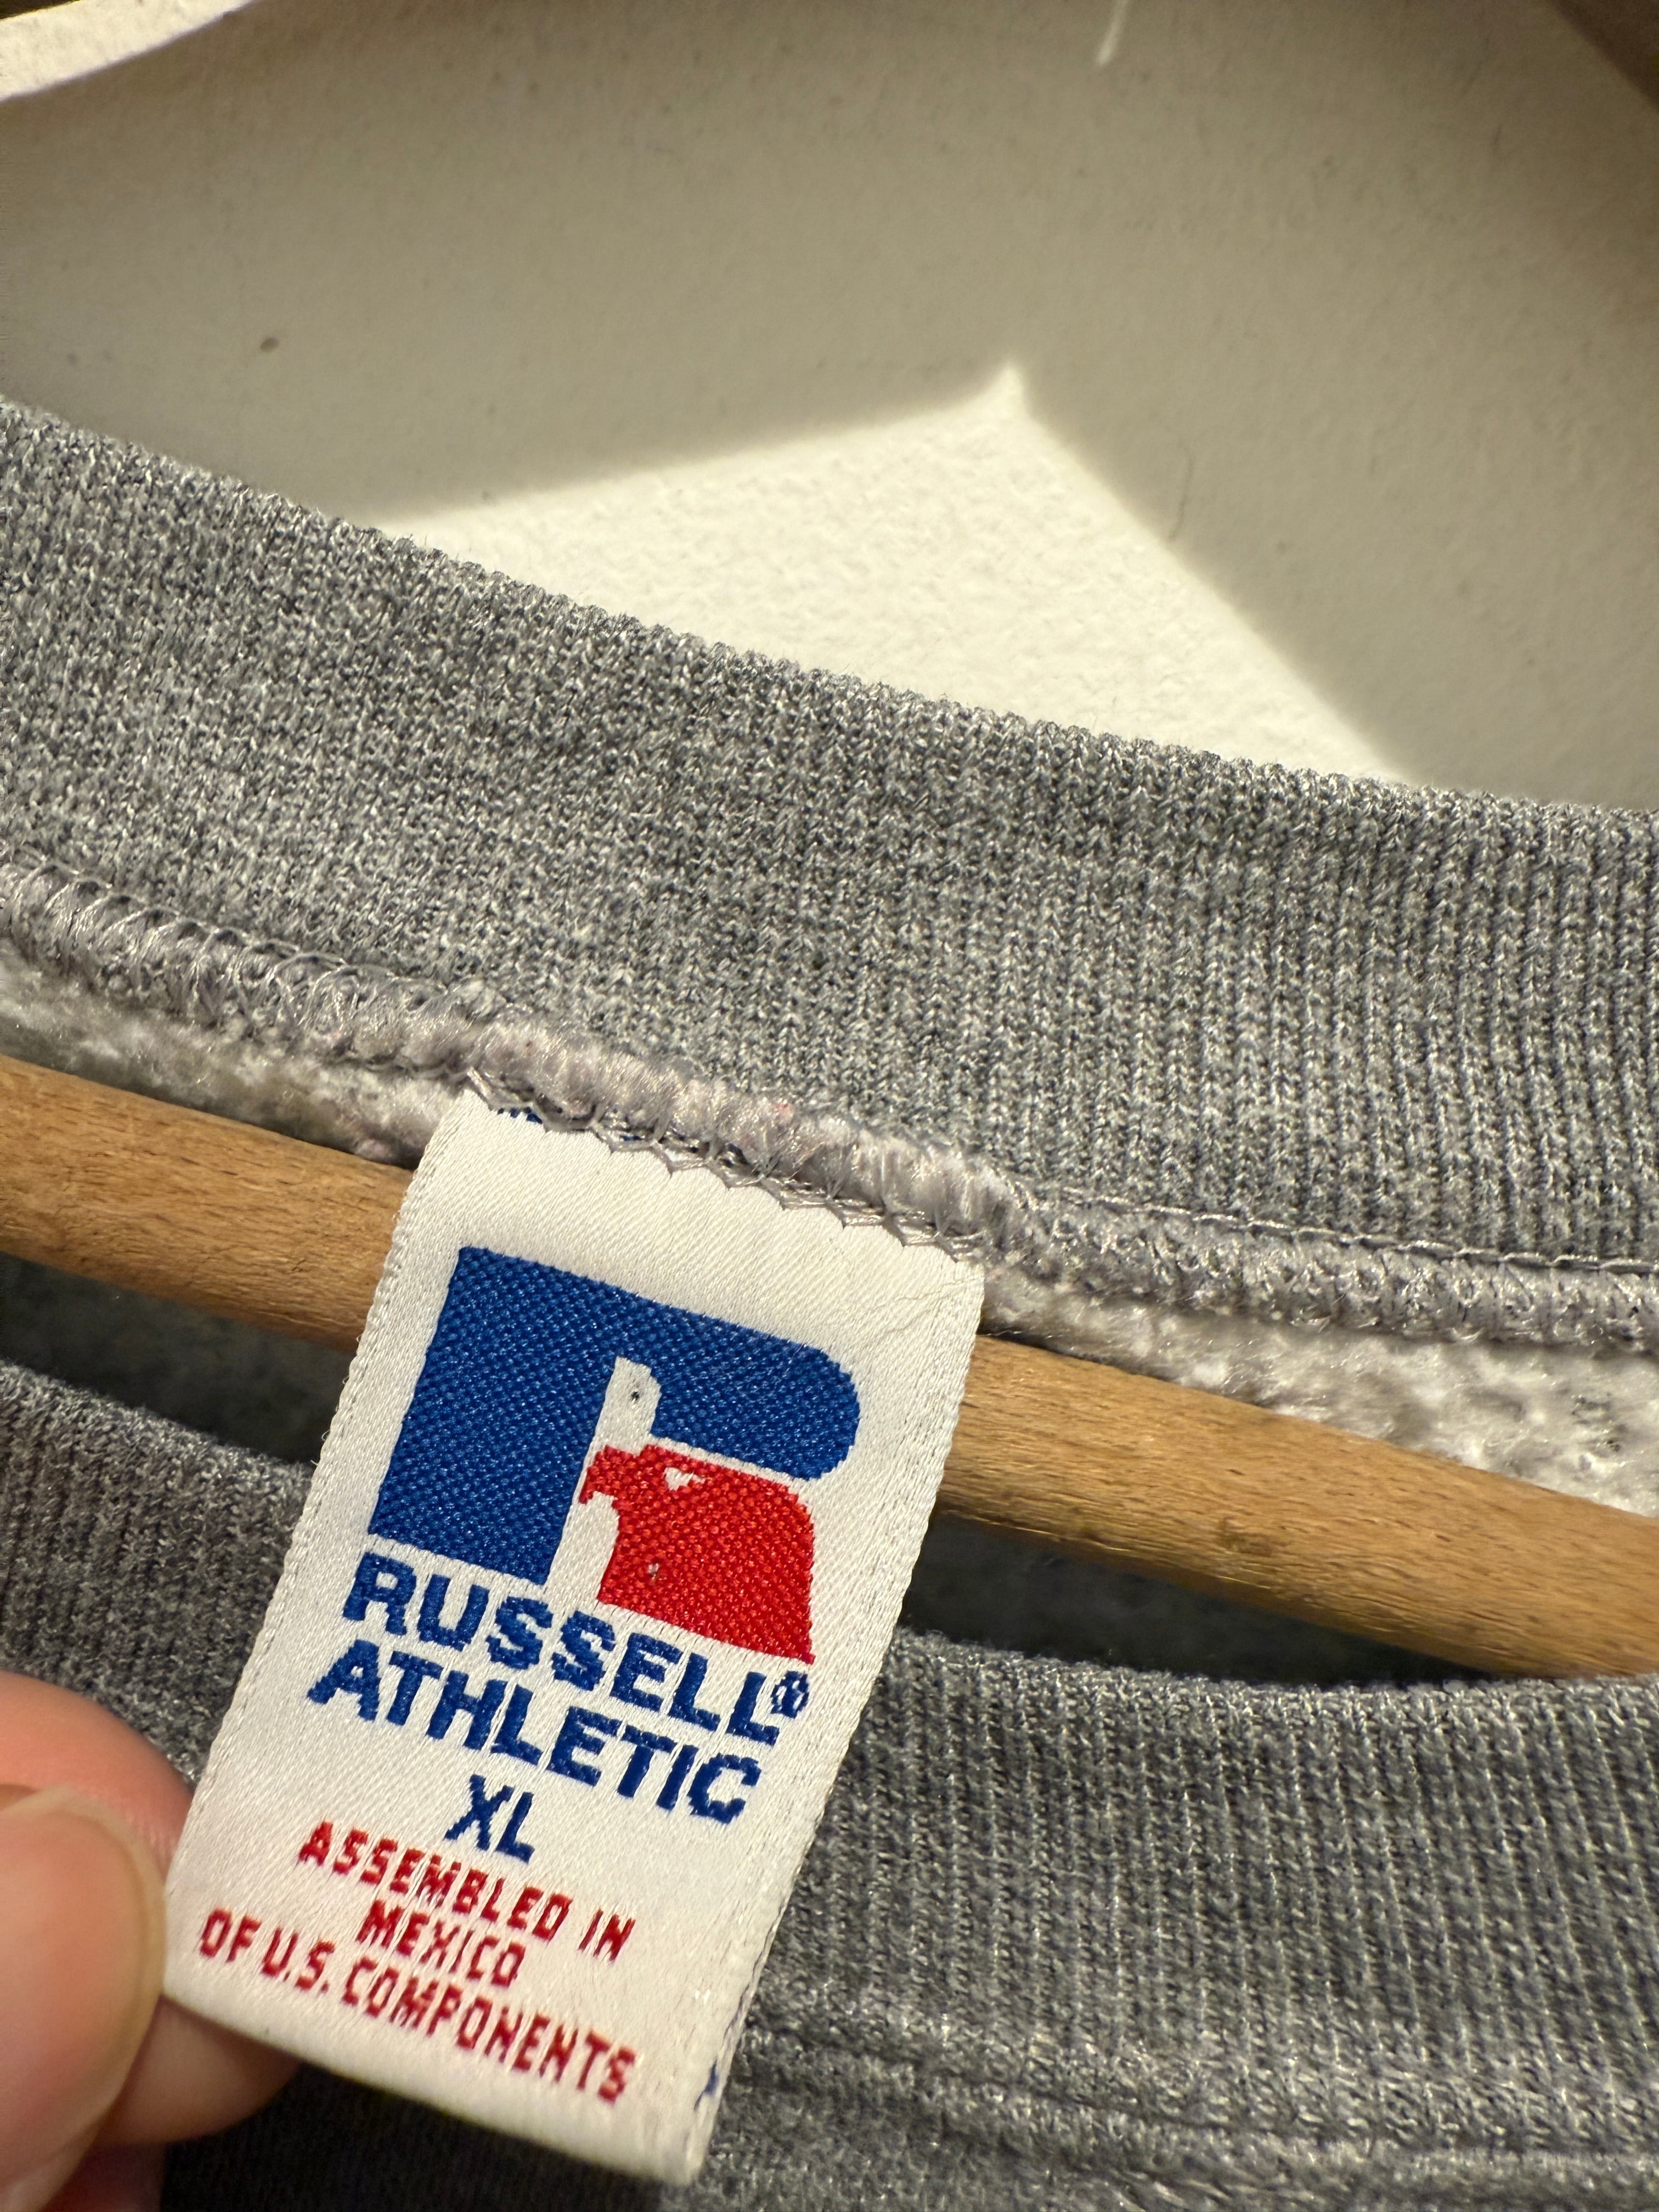 RUSSELL®
ATHLETIC
XL
ASSEMBLED IN
MEXICO
OF U.S. COMPONENTS